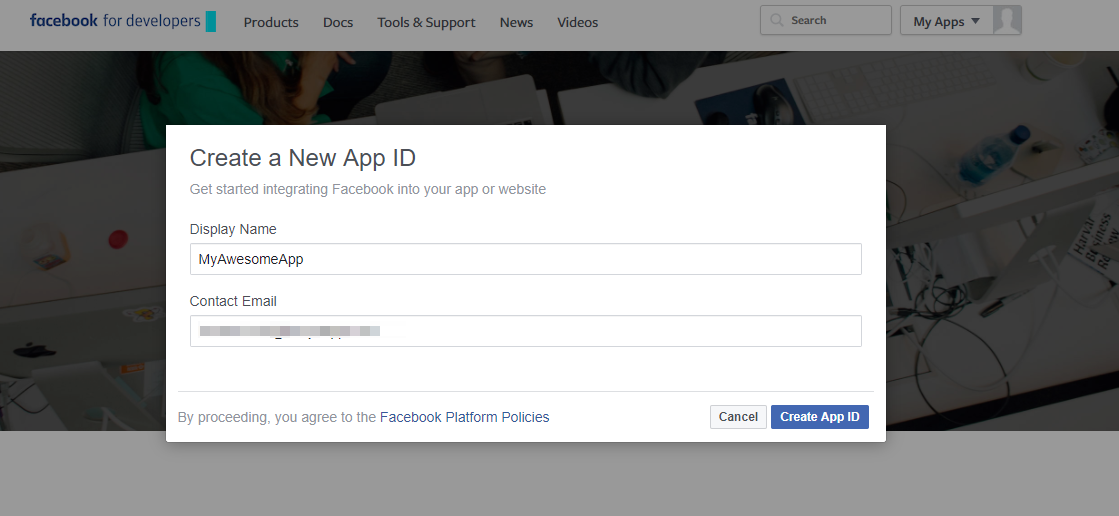 facebook for developers
Products
Docs
Tools & Support
News
Videos
Search
My Apps
Create a New App ID
Get started integrating Facebook into your app or website
Display Name
MyAwesomeApp
Contact Email
By proceeding, you agree to the Facebook Platform Policies
Cancel
Create App ID
Harvard
Business